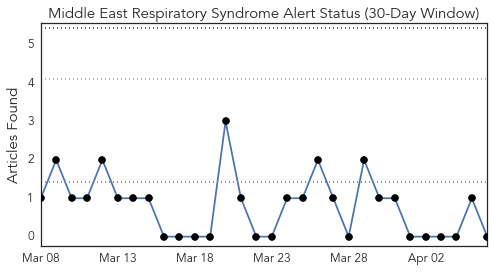 Middle East Respiratory Syndrome Alert Status (30-Day Window)
Articles Found
5
4
3
2
1
0
Mar 08 Mar 13 Mar 18 Mar 23 Mar 28 Apr 02